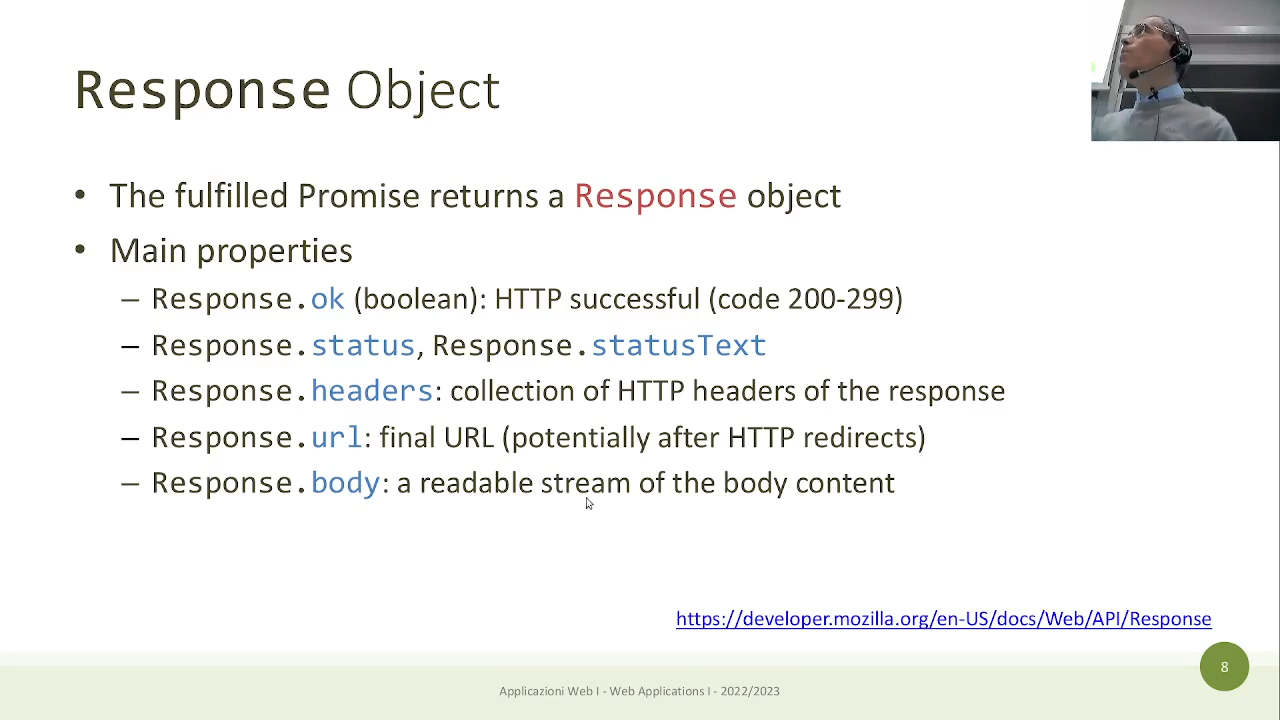 Response Object
• The fulfilled Promise returns a Response object
• Main properties
– Response.ok (boolean): HTTP successful (code 200-299)
– Response.status, Response.statusText
– Response.headers: collection of HTTP headers of the response
– Response.url: final URL (potentially after HTTP redirects)
– Response.body: a readable stream of the body content
https://developer.mozilla.org/en-US/docs/Web/API/Response
8
Applicazioni Web I - Web Applications I - 2022/2023